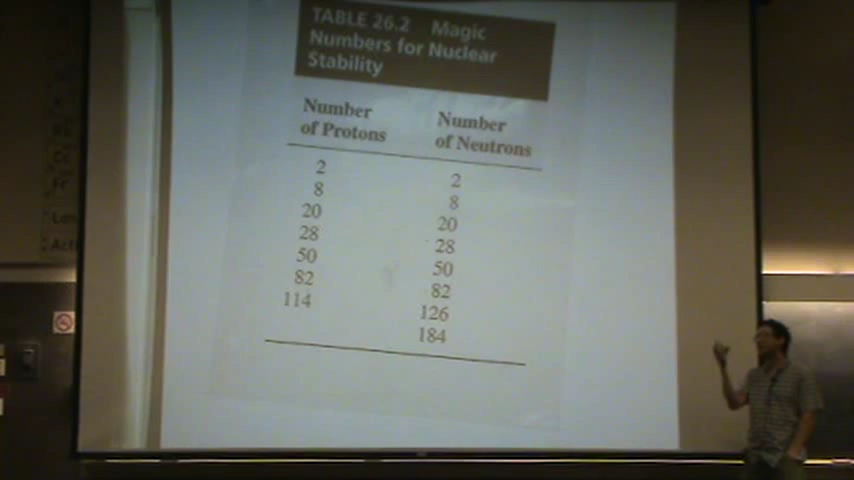 TABLE 26.2 Magic
Numbers for Nuclear
Stability
Number
of Protons
Number
of Neutrons
2 2
8 8
20 20
28 28
50 50
82 82
114 126
184